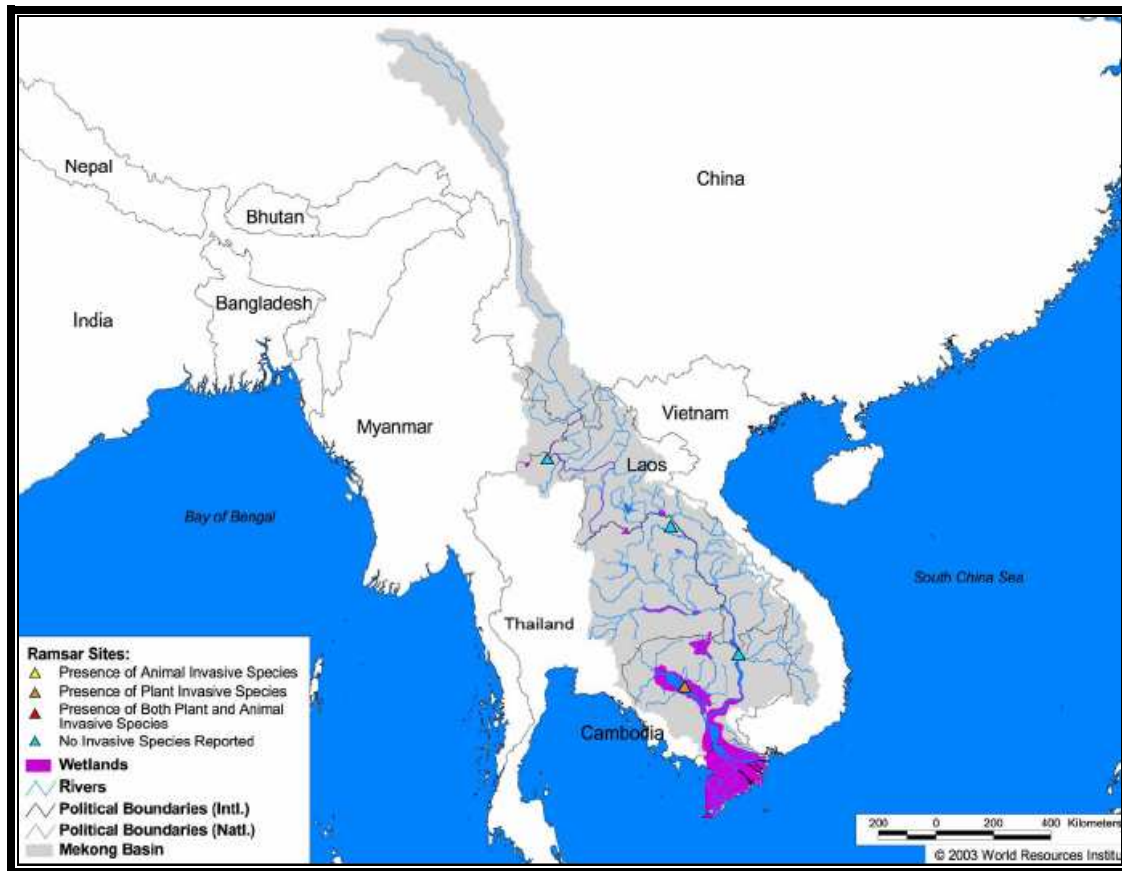 China
Nepal
Bhutan
Bangladesh
India
Myanmar
Vietnam
Laos
Bay of Bengal
South China Sea
Thailand
Cambodia
Ramsar Sites:
Presence of Animal Invasive Species
Presence of Plant Invasive Species
Presence of Both Plant and Animal
Invasive Species
No Invasive Species Reported
Wetlands
Rivers
Political Boundaries (Intl.)
Political Boundaries (Natl.)
Mekong Basin
200 0 200 400 Kilometers
© 2003 World Resources Institu